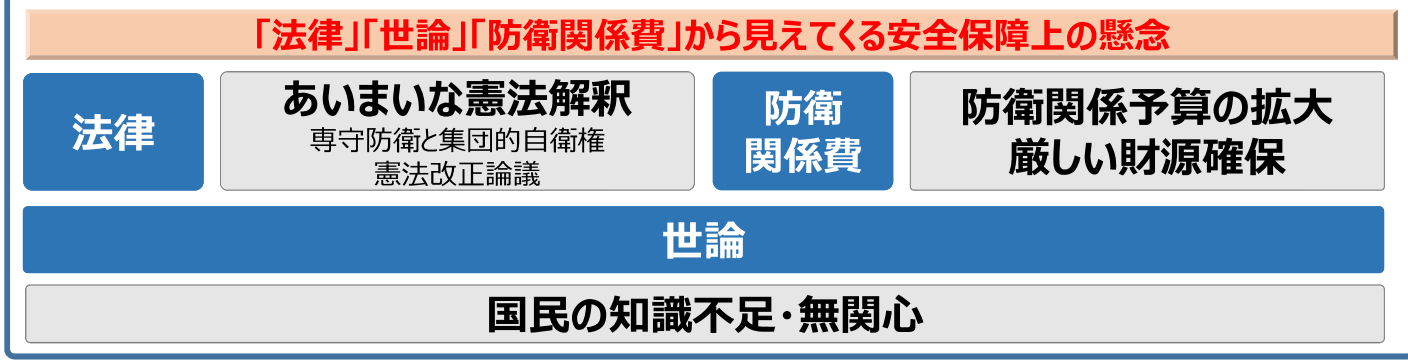 「法律」「世論」「防衛関係費」から見えてくる安全保障上の懸念
法律
あいまいな憲法解釈
専守防衛と集団的自衛権
憲法改正論議
防衛
関係費
防衛関係予算の拡大
厳しい財源確保
世論
国民の知識不足・無関心